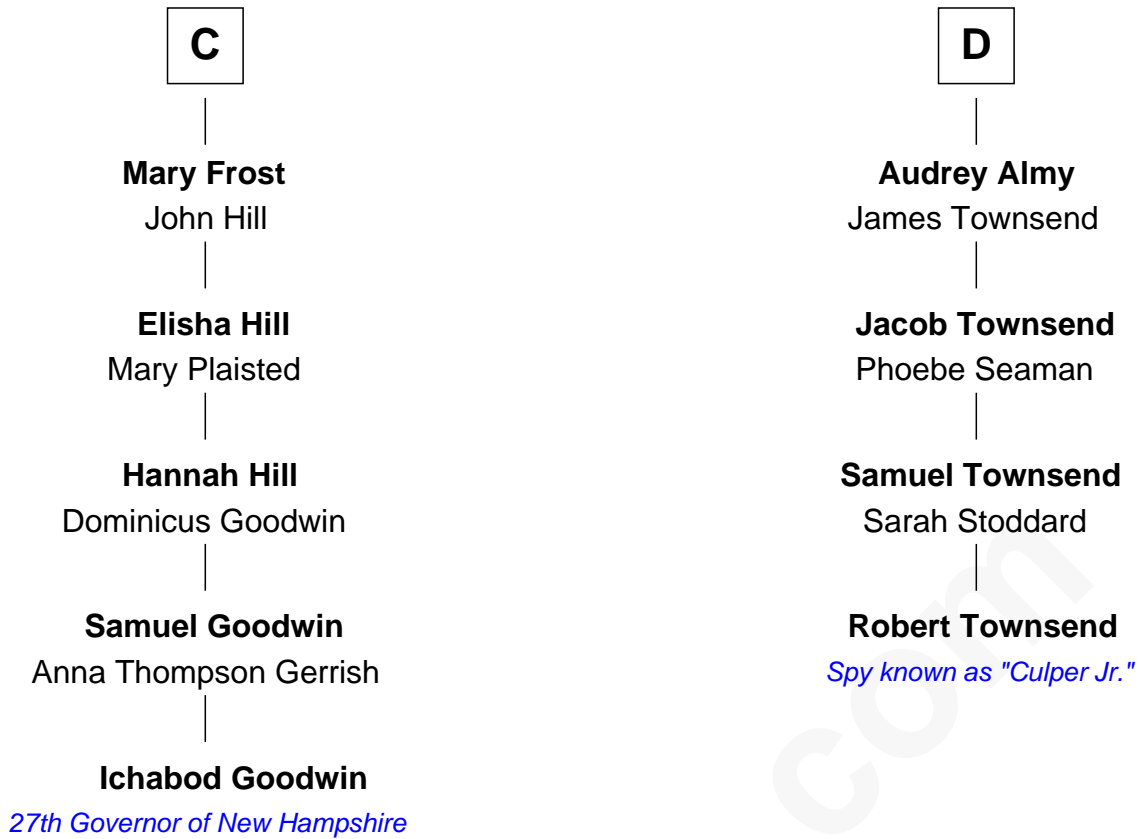 C
Mary Frost
John Hill
Elisha Hill
Mary Plaisted
Hannah Hill
Dominicus Goodwin
Samuel Goodwin
Anna Thompson Gerrish
Ichabod Goodwin
27th Governor of New Hampshire
D
Audrey Almy
James Townsend
Jacob Townsend
Phoebe Seaman
Samuel Townsend
Sarah Stoddard
Robert Townsend
Spy known as "Culper Jr."
com